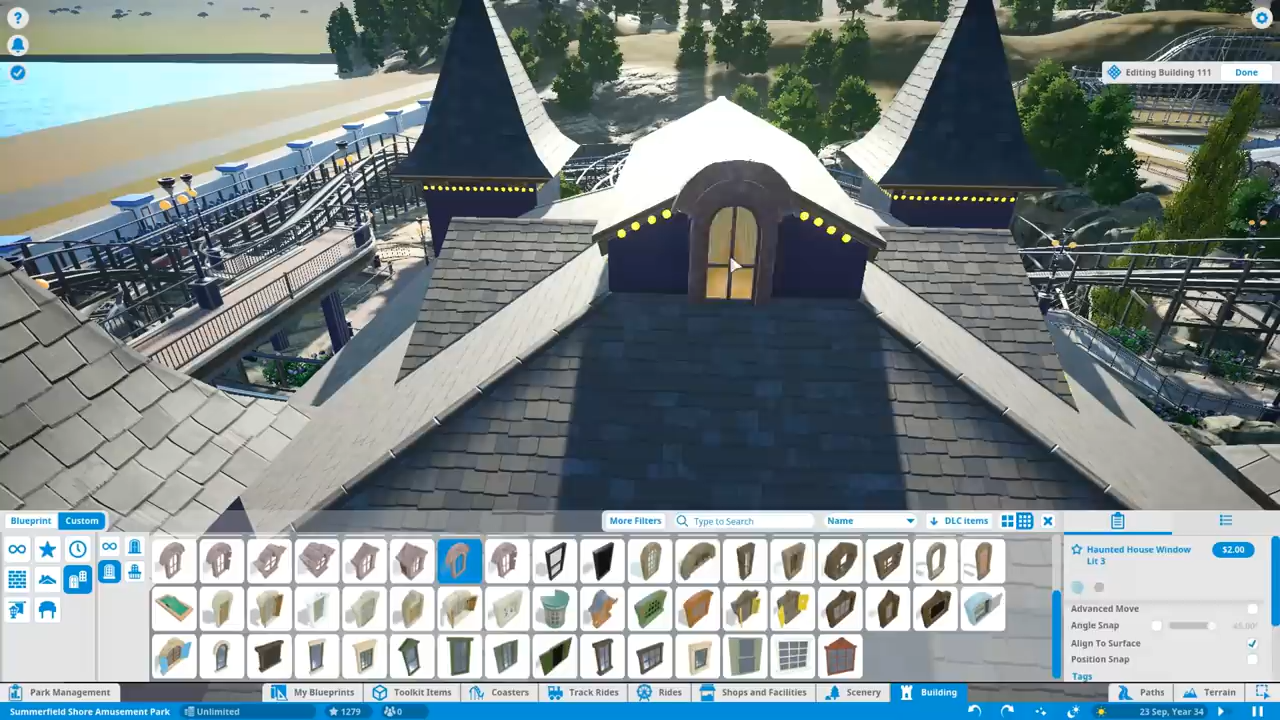 ?
Editing Building 111 Done
Blueprint Custom
More Filters Type to Search Name DLC items
Haunted House Window Lit 3 $2.00
Advanced Move
Angle Snap 45.00°
Align To Surface
Position Snap
Tags
Park Management My Blueprints Toolkit Items Coasters Track Rides Rides Shops and Facilities Scenery Building Paths Terrain
Summerfield Shore Amusement Park Unlimited 1279 0 23 Sep, Year 34